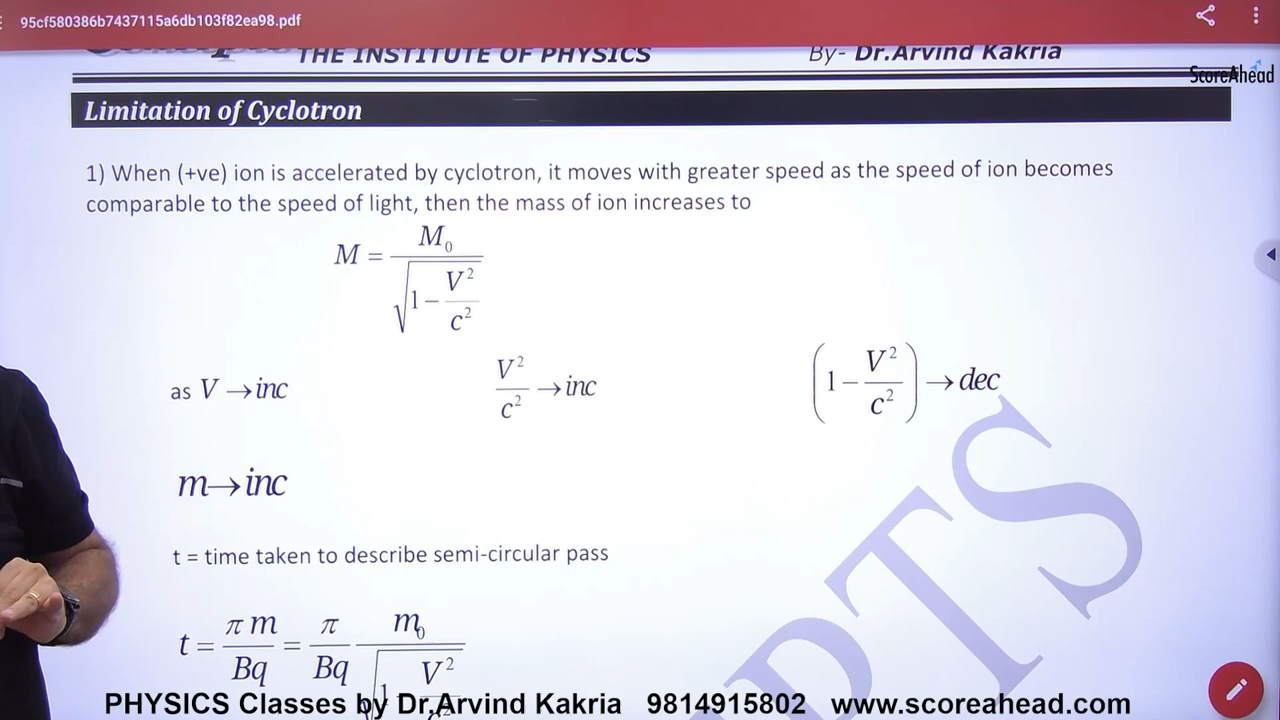 95cf580386b7437115a6db103f82ea98.pdf
THE INSTITUTE OF PHYSICS By- Dr.Arvind Kakria
ScoreAhead
Limitation of Cyclotron
1) When (+ve) ion is accelerated by cyclotron, it moves with greater speed as the speed of ion becomes
comparable to the speed of light, then the mass of ion increases to
M = M₀ / √(1 − V²/c²)
as V → inc V²/c² → inc (1 − V²/c²) → dec
m → inc
t = time taken to describe semi-circular pass
t = π m / Bq = π / Bq m₀ / √1 V²
PTS
PHYSICS Classes by Dr.Arvind Kakria 9814915802 www.scoreahead.com